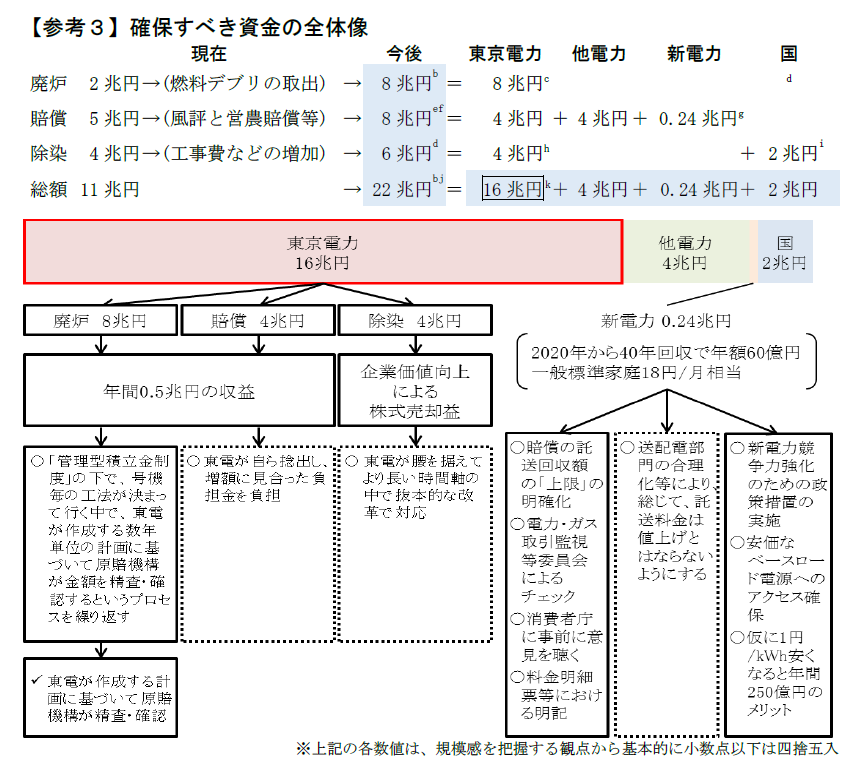 【参考３】確保すべき資金の全体像
現在 今後 東京電力 他電力 新電力 国
廃炉 2兆円→(燃料デブリの取出) → 8兆円b = 8兆円c d
賠償 5兆円→(風評と営農賠償等) → 8兆円ef = 4兆円 + 4兆円 + 0.24兆円g
除染 4兆円→(工事費などの増加) → 6兆円d = 4兆円h + 2兆円i
総額 11兆円 → 22兆円bj = 16兆円k + 4兆円 + 0.24兆円 + 2兆円
東京電力
16兆円
他電力
4兆円
国
2兆円
廃炉 8兆円
賠償 4兆円
除染 4兆円
新電力 0.24兆円
2020年から40年回収で年額60億円
一般標準家庭18円/月相当
年間0.5兆円の収益
企業価値向上
による
株式売却益
○「管理型積立金制
度」の下で、号機
毎の工法が決まっ
て行く中で、東電
が作成する数年
単位の計画に基
づいて原賠機構
が金額を精査・確
認するというプロセ
スを繰り返す
○東電が自ら捻出し、
増額に見合った負
担金を負担
○東電が腰を据えて
より長い時間軸の
中で抜本的な改
革で対応
○賠償の託
送回収額
の「上限」の
明確化
○電力・ガス
取引監視
等委員会
による
チェック
○消費者庁
に事前に意
見を聴く
○料金明細
票等におけ
る明記
○送配電部
門の合理
化等により、
総じて、託
送料金は
値上げと
はならない
ようにする
○新電力競
争力強化
のための政
策措置の
実施
○安価な
ベースロー
ド電源への
アクセス確
保
○仮に1円
/kWh安く
なると年間
250億円の
メリット
✓東電が作成する計
画に基づいて原賠
機構が精査・確認
※上記の各数値は、規模感を把握する観点から基本的に小数点以下は四捨五入